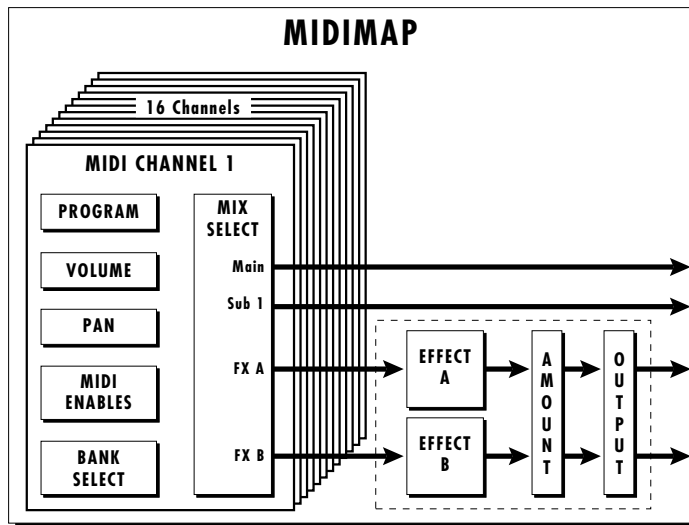 MIDIMAP
16 Channels
MIDI CHANNEL 1
PROGRAM
VOLUME
PAN
MIDI
ENABLES
BANK
SELECT
MIX
SELECT
Main
Sub 1
FX A
FX B
EFFECT
A
EFFECT
B
AMOUNT
OUTPUT